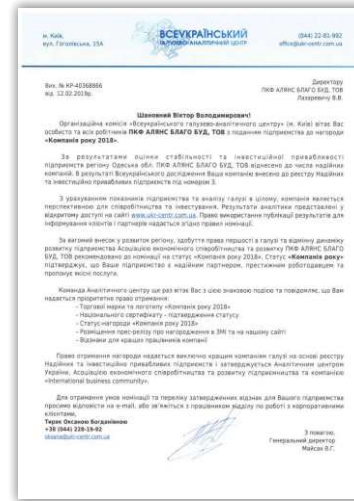 м. Київ,
вул. Гоголівська, 15А
ВСЕУКРАЇНСЬКИЙ
ГАЛУЗЕВО-АНАЛІТИЧНИЙ ЦЕНТР
(044) 22-81-992
office@ukr-centr.com.ua
Вих. № КР-40368866
від 12.02.2019р.
Директору
ПКФ АЛЯНС БЛАГО БУД, ТОВ
Лазаревичу В.В.
Шановний Віктор Володимирович!
Організаційна комісія «Всеукраїнського галузево-аналітичного центру» (м. Київ) вітає Вас
особисто та всіх робітників ПКФ АЛЯНС БЛАГО БУД, ТОВ з поданням підприємства до нагороди
«Компанія року 2018».
За результатами оцінки стабільності та інвестиційної привабливості
підприємств регіону Одеська обл. ПКФ АЛЯНС БЛАГО БУД, ТОВ віднесено до числа надійних
компаній. В результаті Всеукраїнського дослідження Ваша компанію внесено до реєстру Надійних
та інвестиційно привабливих підприємств під номером 3.
З урахуванням показників підприємства та аналізу галузі в цілому, компанія являється
перспективною для співробітництва та інвестування. Результати аналітики представлені у
відкритому доступі на сайті www.ukr-centr.com.ua. Право використання публікації результатів для
інформування клієнтів і партнерів надається згідно правил номінації.
За вагомий внесок у розвиток регіону, здобуття права першості в галузі та відмінну динаміку
розвитку підприємства Асоціацією економічного співробітництва та розвитку ПКФ АЛЯНС БЛАГО
БУД, ТОВ рекомендовано до номінації на статус «Компанія року 2018». Статус «Компанія року»
підтверджує, що Ваше підприємство є надійним партнером, престижним роботодавцем та
пропонує якісні послуги.
Команда Аналітичного центру ще раз вітає Вас з цією знаковою подією та повідомляє, що Вам
надається пріоритетне право отримання:
- Торгової марки та логотипу «Компанія року 2018»
- Національного сертифікату - підтвердження статусу
- Статус-нагороди «Компанія року 2018»
- Розміщення прес-релізу про нагородження в ЗМІ та на нашому сайті
- Відзнаки для кращих працівників компанії
Право отримання нагороди надається виключно кращим компаніям галузі на основі реєстру
Надійних та інвестиційно привабливих підприємств і затверджується Аналітичним центром
України, Асоціацією економічного співробітництва та розвитку підприємництва та компанією
«International business community».
Для отримання умов номінації та переліку затверджених відзнак для Вашого підприємства
просимо відповісти на e-mail, або зв'яжіться з працівником відділу по роботі з корпоративними
клієнтами,
Тирик Оксаною Богданівною
+38 (044) 228-19-92
oksana@ukr-centr.com.ua
З повагою,
Генеральний директор
Майсак В.Г.